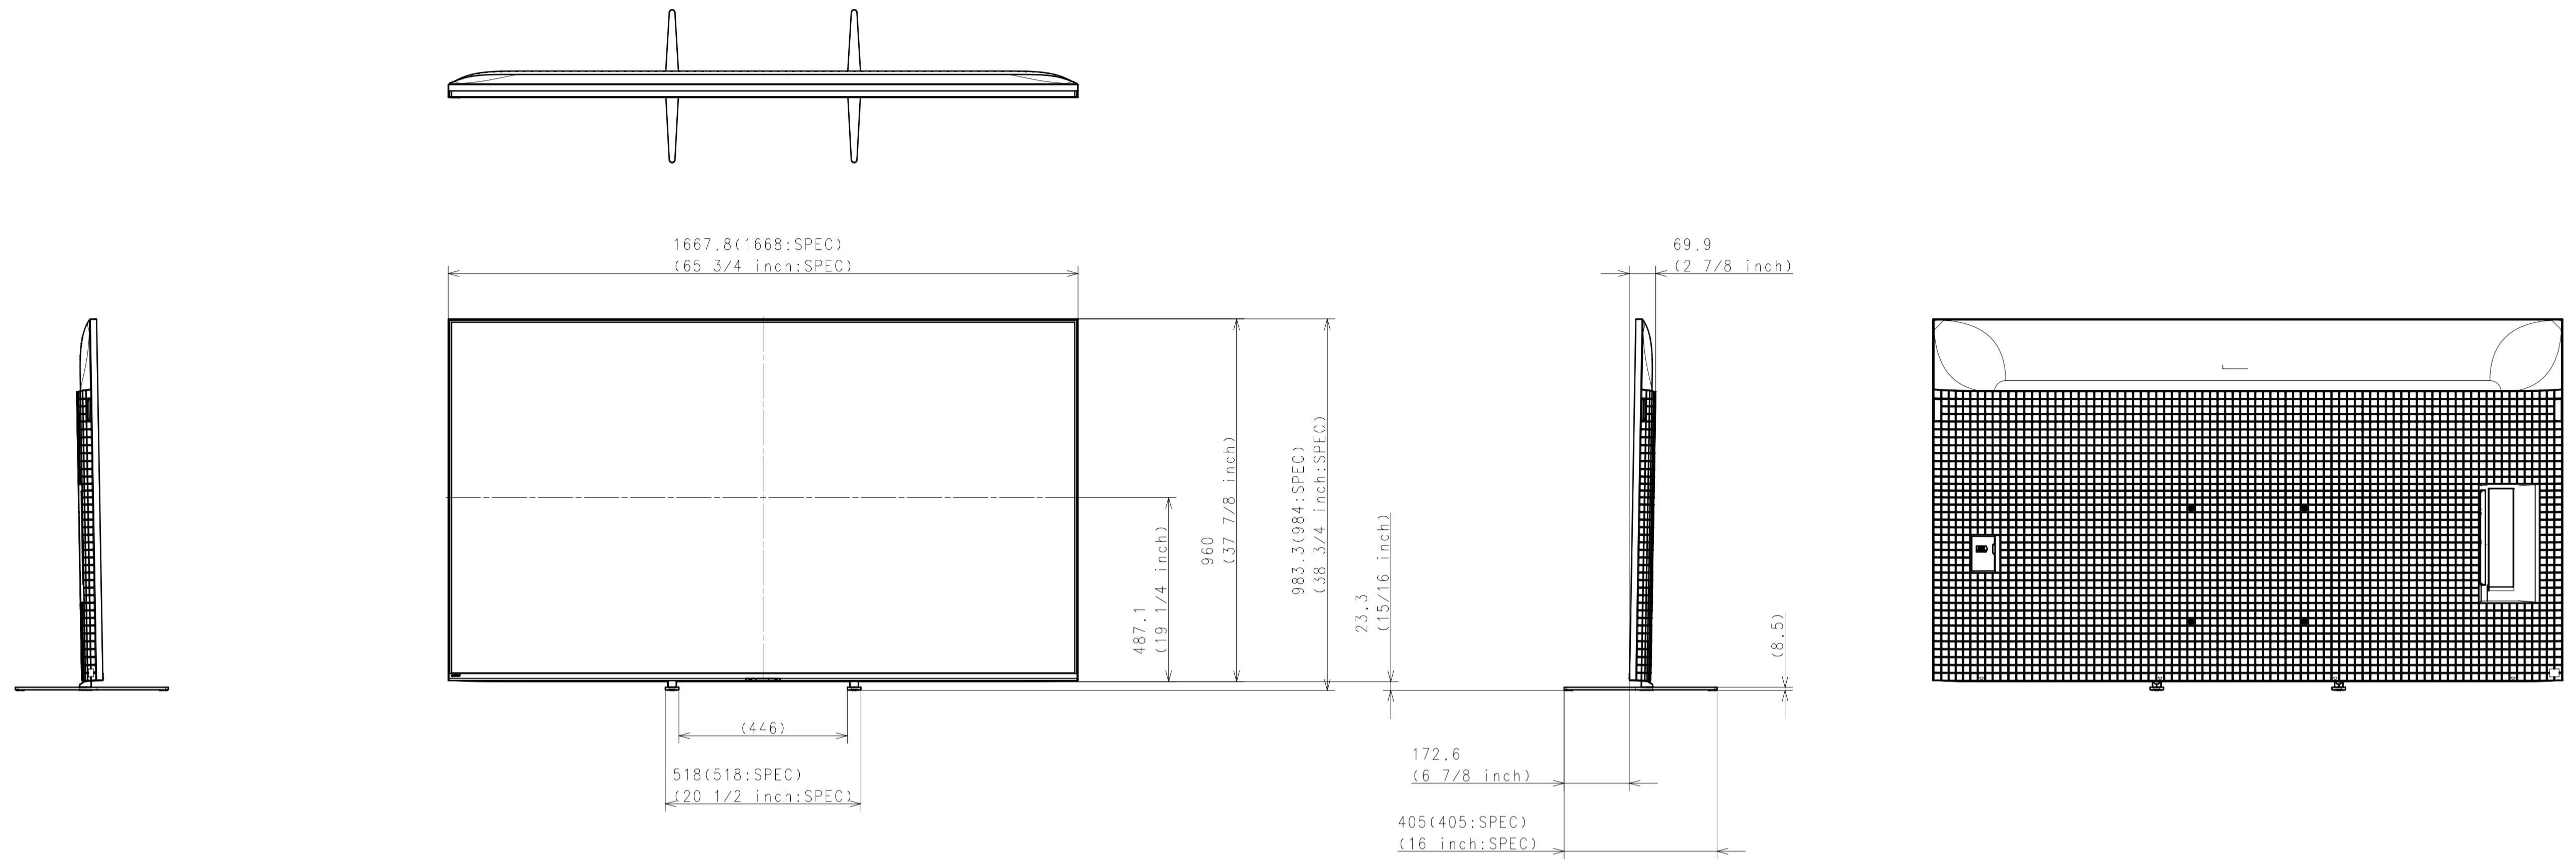 1667.8(1668:SPEC)
(65 3/4 inch:SPEC)
69.9
(2 7/8 inch)
487.1
(19 1/4 inch)
960
(37 7/8 inch)
983.3(984:SPEC)
(38 3/4 inch:SPEC)
23.3
(15/16 inch)
(8.5)
(446)
518(518:SPEC)
(20 1/2 inch:SPEC)
172.6
(6 7/8 inch)
405(405:SPEC)
(16 inch:SPEC)